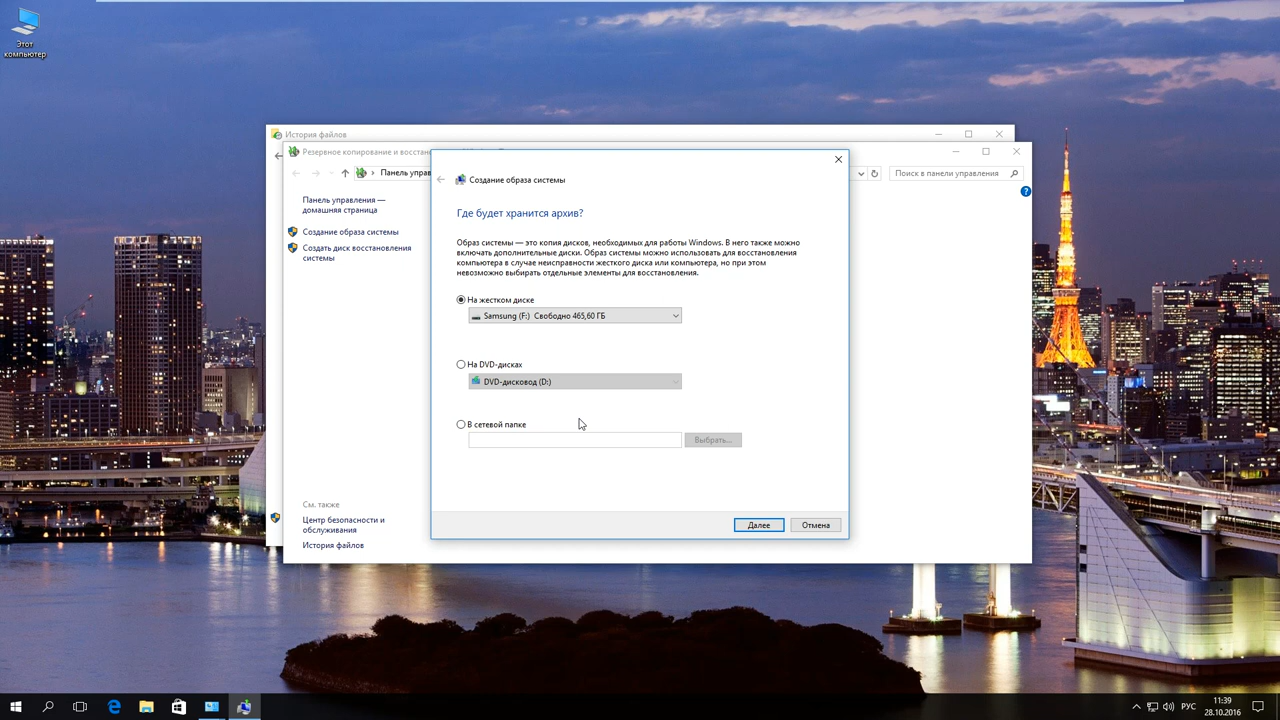 Этот
компьютер
История файлов
Резервное копирование и восстано
Панель управ
Поиск в панели управления
Панель управления —
домашняя страница
Создание образа системы
Создать диск восстановления
системы
См. также
Центр безопасности и
обслуживания
История файлов
Создание образа системы
Где будет хранится архив?
Образ системы — это копия дисков, необходимых для работы Windows. В него также можно
включать дополнительные диски. Образ системы можно использовать для восстановления
компьютера в случае неисправности жесткого диска или компьютера, но при этом
невозможно выбирать отдельные элементы для восстановления.
На жестком диске
Samsung (F:) Свободно 465,60 ГБ
На DVD-дисках
DVD-дисковод (D:)
В сетевой папке
Выбрать...
Далее
Отмена
РУС
11:39
28.10.2016